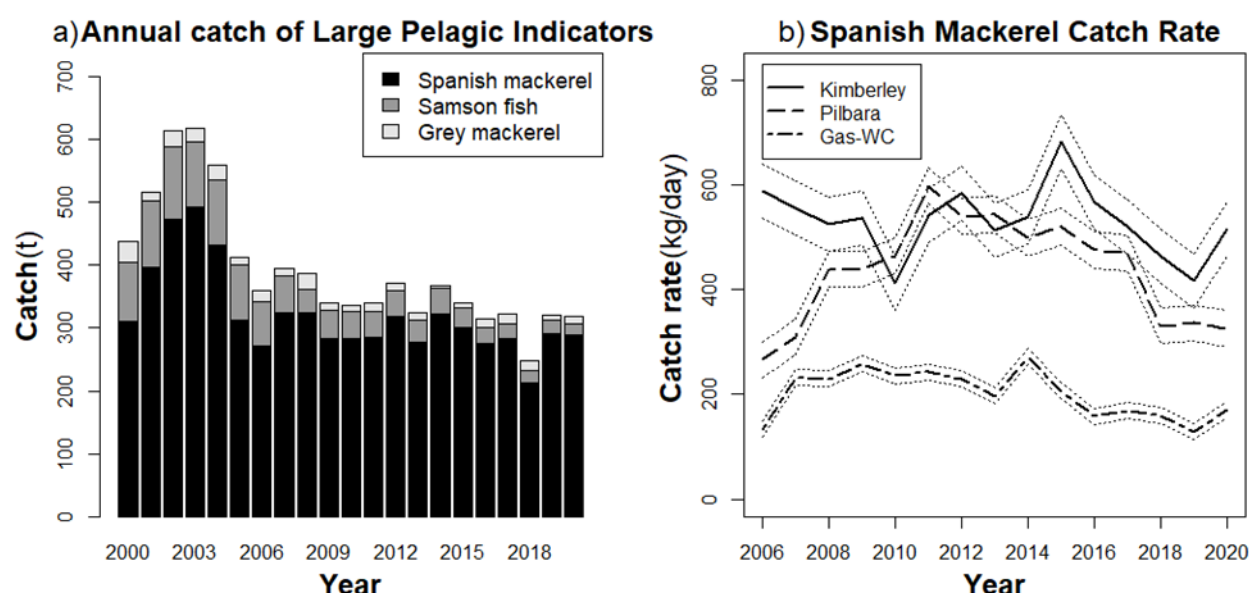 a) Annual catch of Large Pelagic Indicators
Spanish mackerel
Samson fish
Grey mackerel
Catch (t)
700
600
500
400
300
200
100
0
2000 2003 2006 2009 2012 2015 2018
Year
b) Spanish Mackerel Catch Rate
Kimberley
Pilbara
Gas-WC
Catch rate(kg/day)
800
600
400
200
0
2006 2008 2010 2012 2014 2016 2018 2020
Year